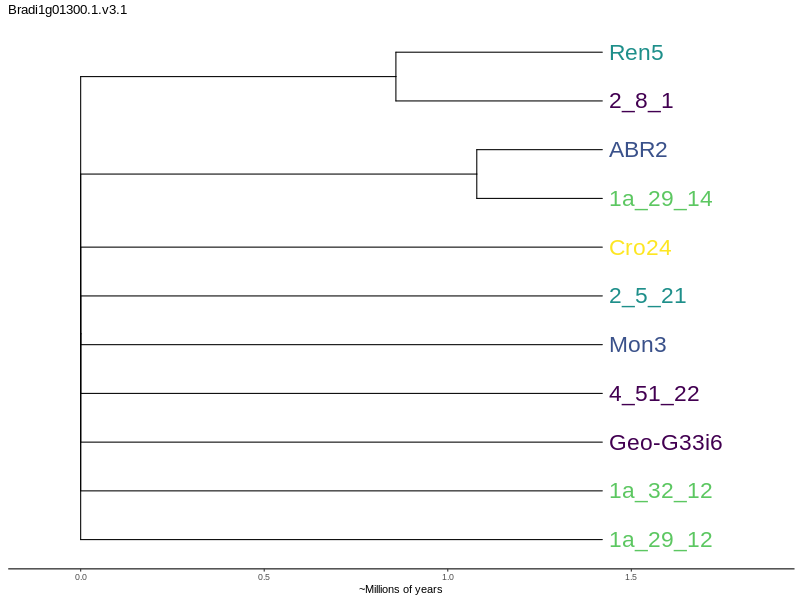 Bradi1g01300.1.v3.1
Ren5
2_8_1
ABR2
1a_29_14
Cro24
2_5_21
Mon3
4_51_22
Geo-G33i6
1a_32_12
1a_29_12
0.0 0.5 1.0 1.5
~Millions of years